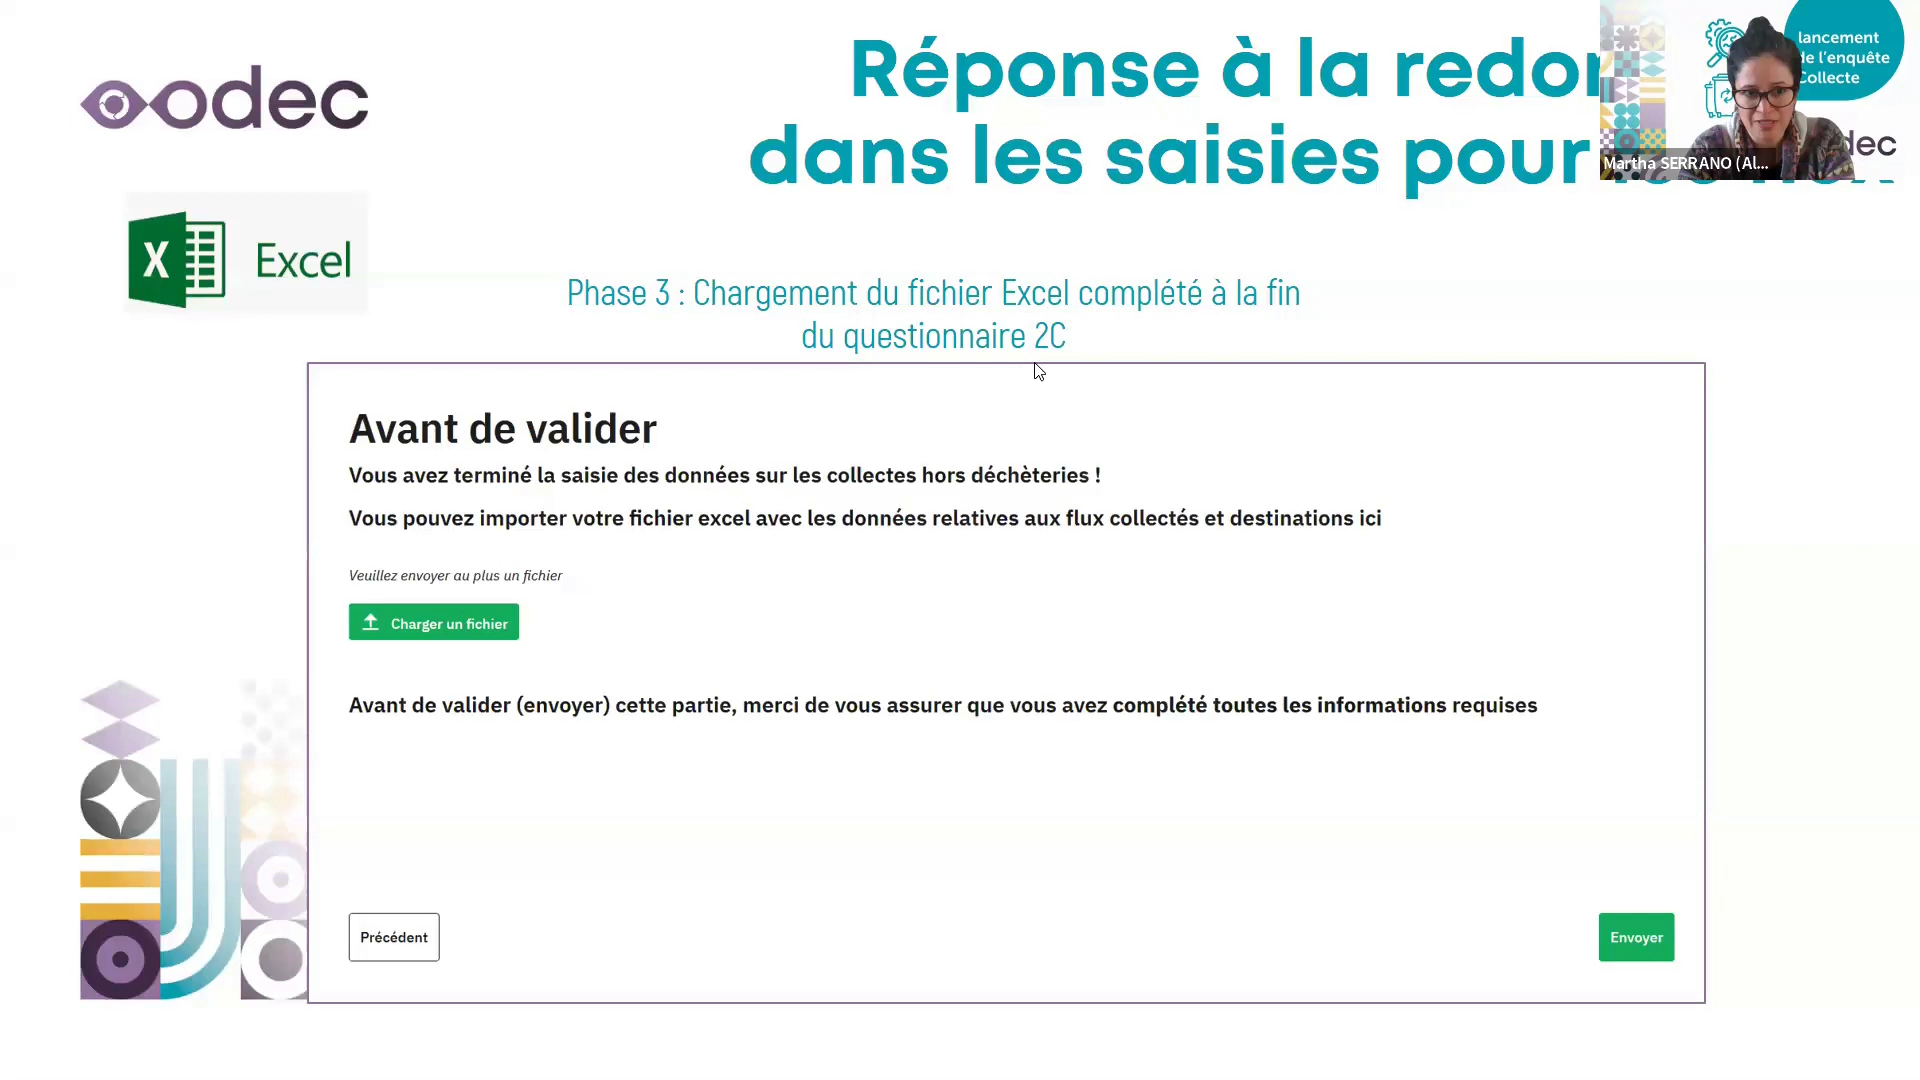 odec
Réponse à la
dans les saisies pour
lancement
de l'enquête
Collecte
Martha SERRANO (Al...
X Excel
Phase 3 : Chargement du fichier Excel complété à la fin
du questionnaire 2C
Avant de valider
Vous avez terminé la saisie des données sur les collectes hors déchèteries !
Vous pouvez importer votre fichier excel avec les données relatives aux flux collectés et destinations ici
Veuillez envoyer au plus un fichier
Charger un fichier
Avant de valider (envoyer) cette partie, merci de vous assurer que vous avez complété toutes les informations requises
Précédent
Envoyer